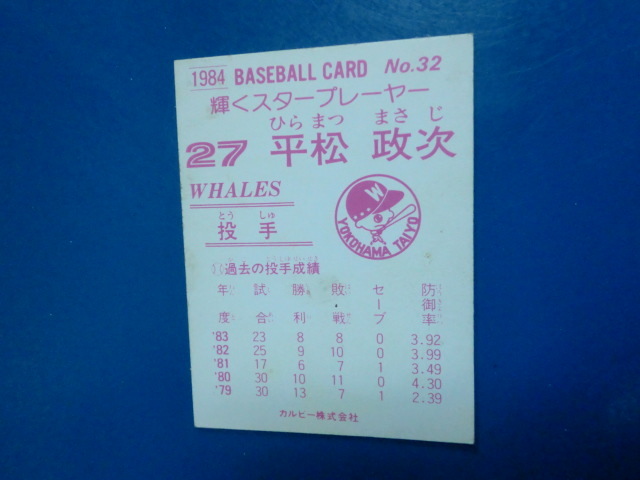 1984 BASEBALL CARD No.32
輝くスタープレーヤー
ひら まつ まさ じ
27 平松 政次
WHALES
W
YOKOHAMA TAIYO
とう しゅ
投手
過去の投手成績
年度 試合 勝利 敗戦 セーブ 防御率
'83 23 8 8 0 3.92
'82 25 9 10 0 3.99
'81 17 6 7 1 3.49
'80 30 10 11 0 4.30
'79 30 13 7 1 2.39
カルビー株式会社